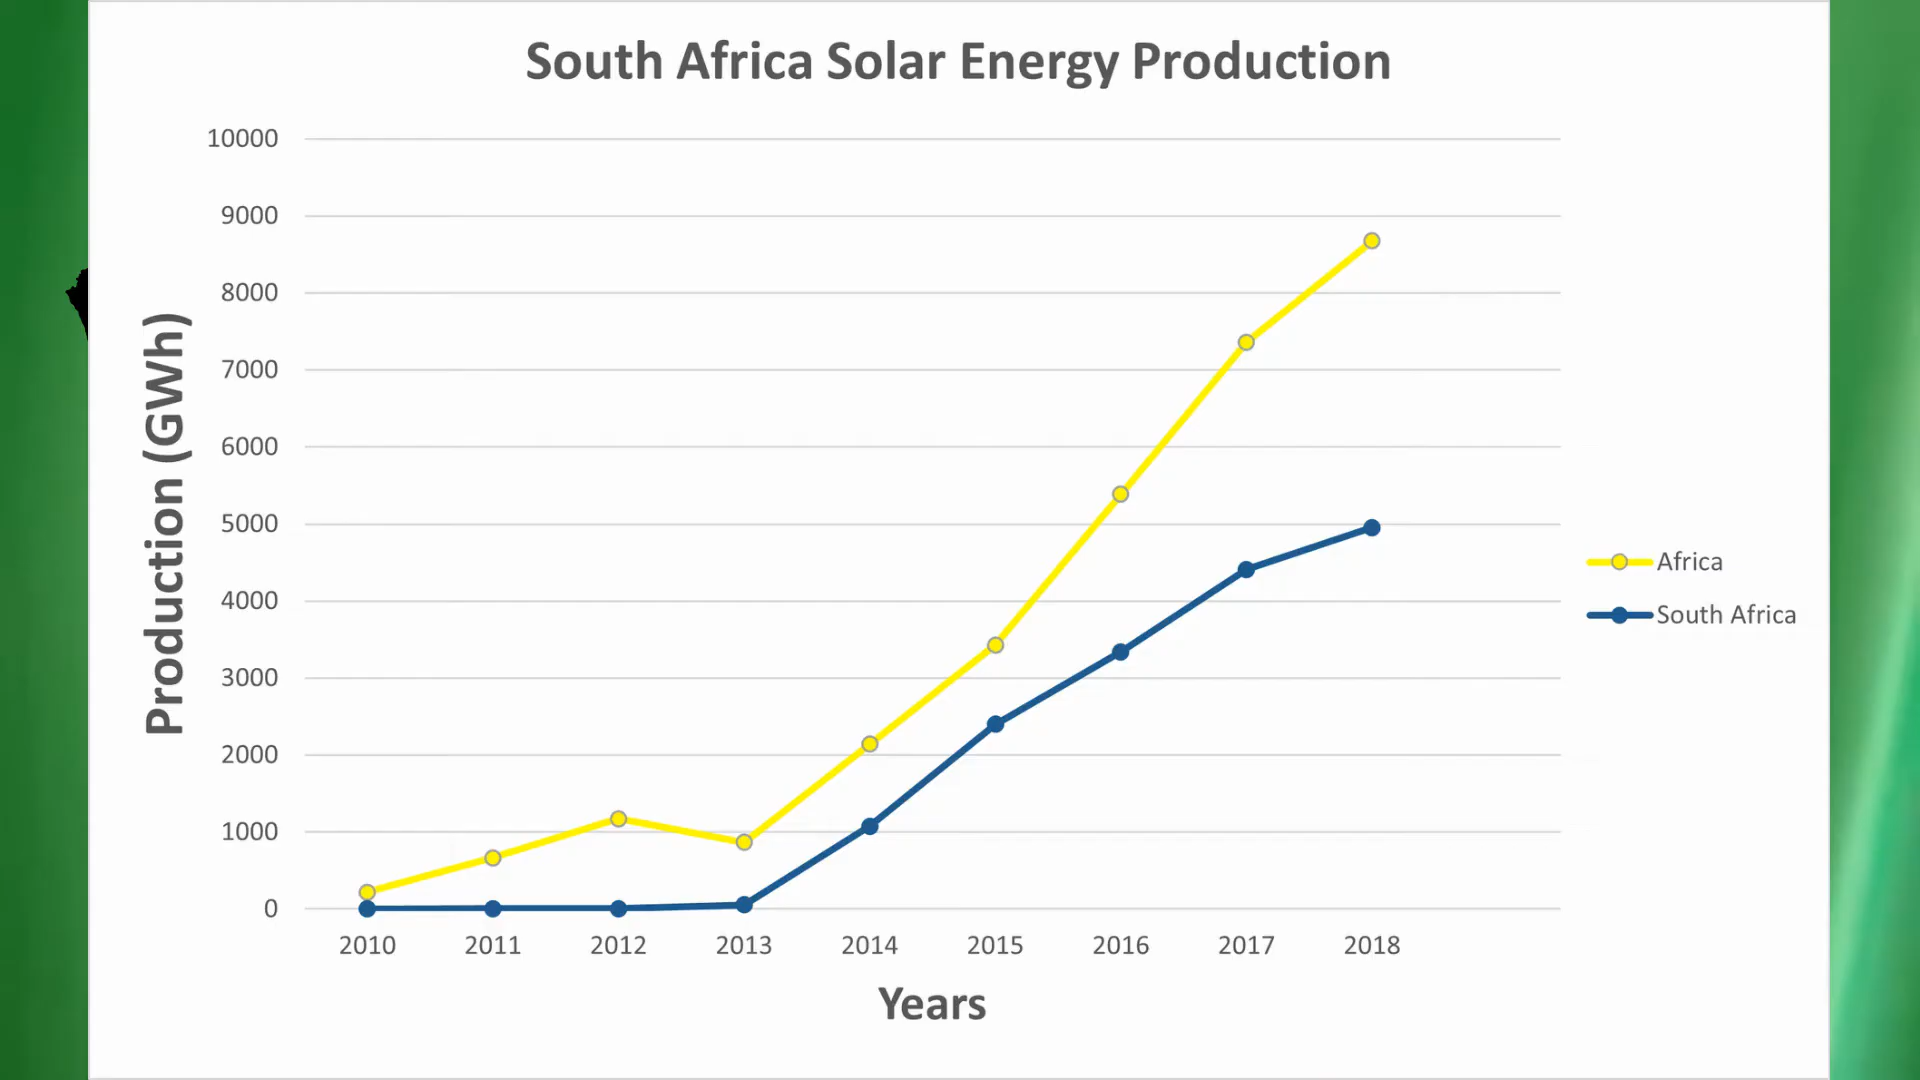 South Africa Solar Energy Production
10000
9000
8000
7000
6000
5000
4000
3000
2000
1000
0
Production (GWh)
2010 2011 2012 2013 2014 2015 2016 2017 2018
Years
Africa
South Africa